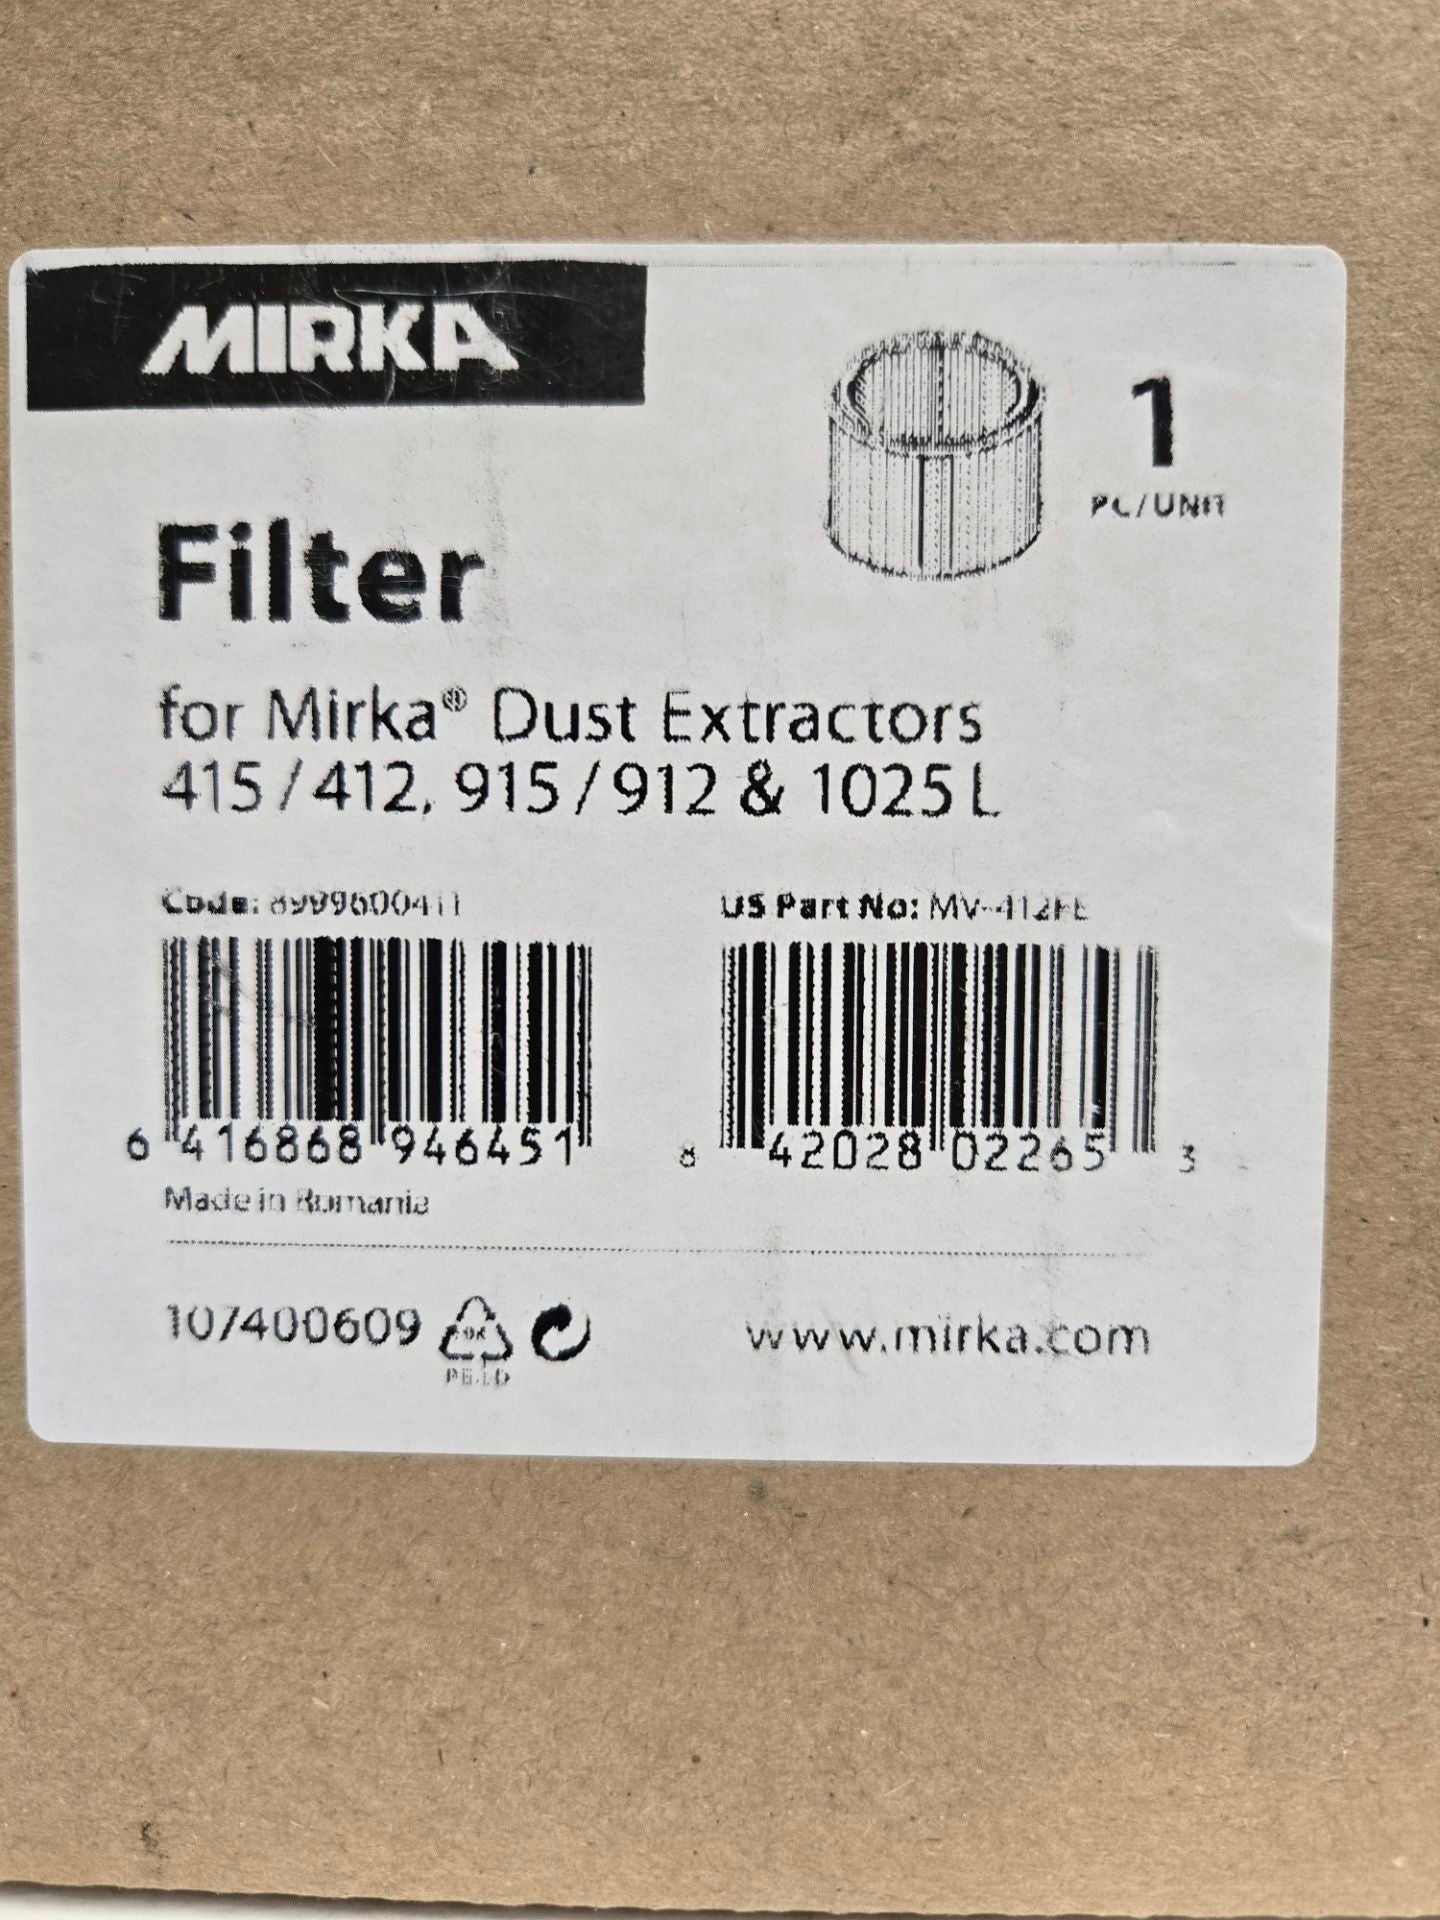 MIRKA
1
PC/UNIT
Filter
for Mirka® Dust Extractors
415/412, 915/912 & 1025 L
Code: 8999600411
US Part No: MV-412FE
6 416868 946451
8 42028 02265 3
Made in Romania
107400609
PE-LD
www.mirka.com